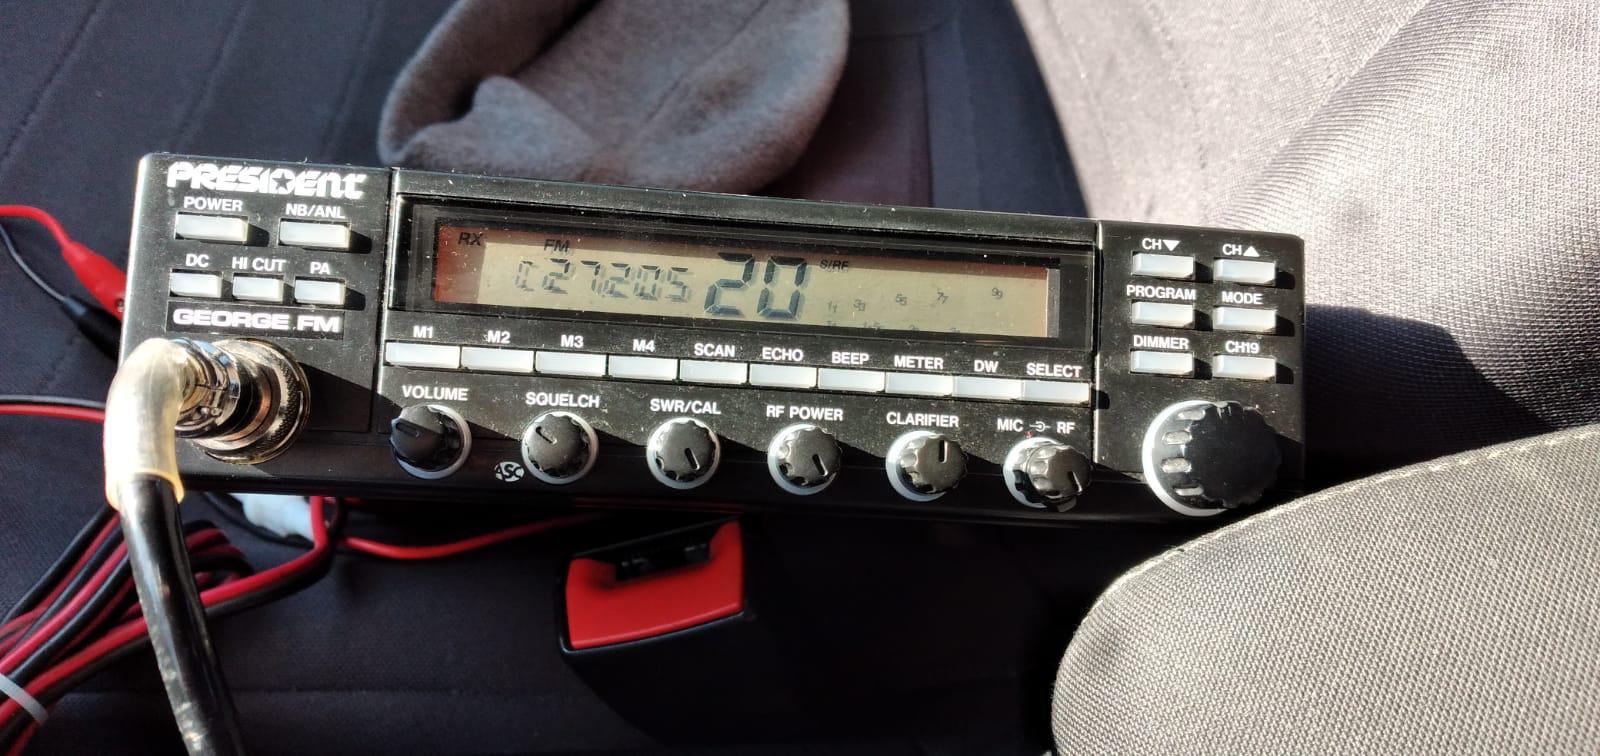 PRESIDENT
POWER NB/ANL
DC HI CUT PA
GEORGE FM
RX FM S/RF
C 27.205 20
1 3 5 7 9
M1 M2 M3 M4 SCAN ECHO BEEP METER DW SELECT
VOLUME SQUELCH SWR/CAL RF POWER CLARIFIER MIC RF
ASC
CH▼ CH▲
PROGRAM MODE
DIMMER CH19